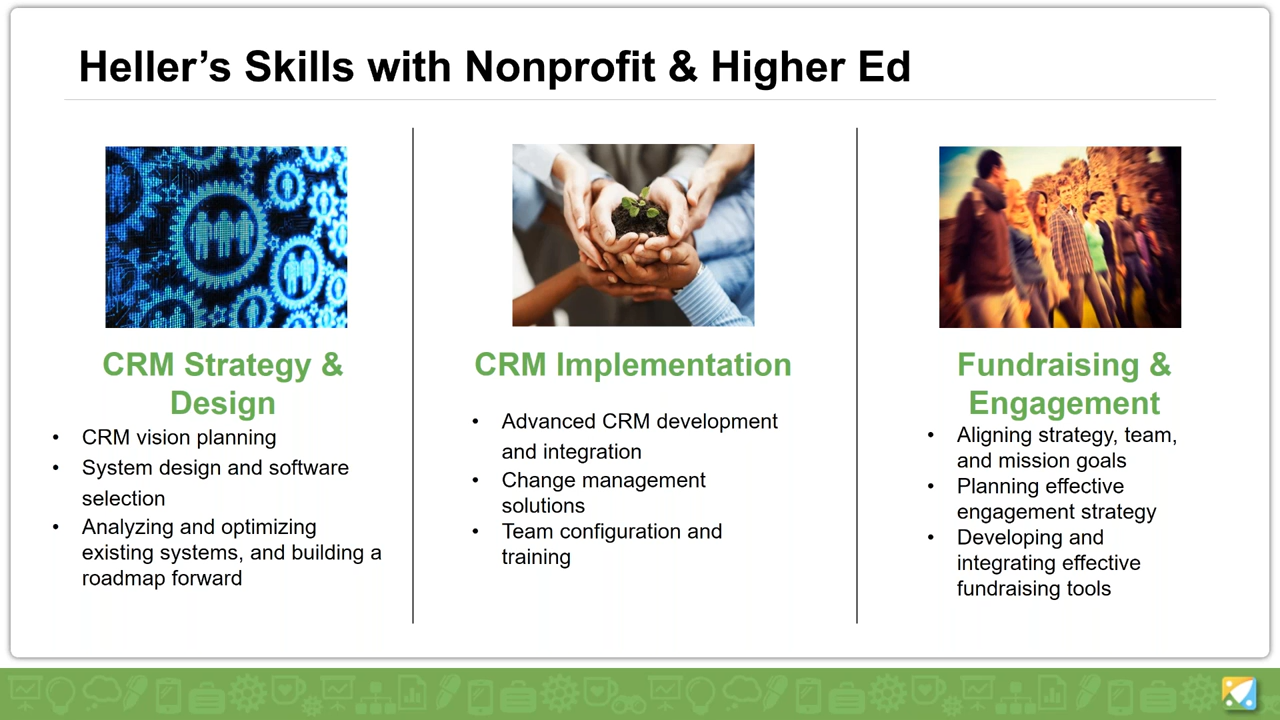 Heller’s Skills with Nonprofit & Higher Ed
CRM Strategy &
Design
• CRM vision planning
• System design and software
selection
• Analyzing and optimizing
existing systems, and building a
roadmap forward
CRM Implementation
• Advanced CRM development
and integration
• Change management
solutions
• Team configuration and
training
Fundraising &
Engagement
• Aligning strategy, team,
and mission goals
• Planning effective
engagement strategy
• Developing and
integrating effective
fundraising tools